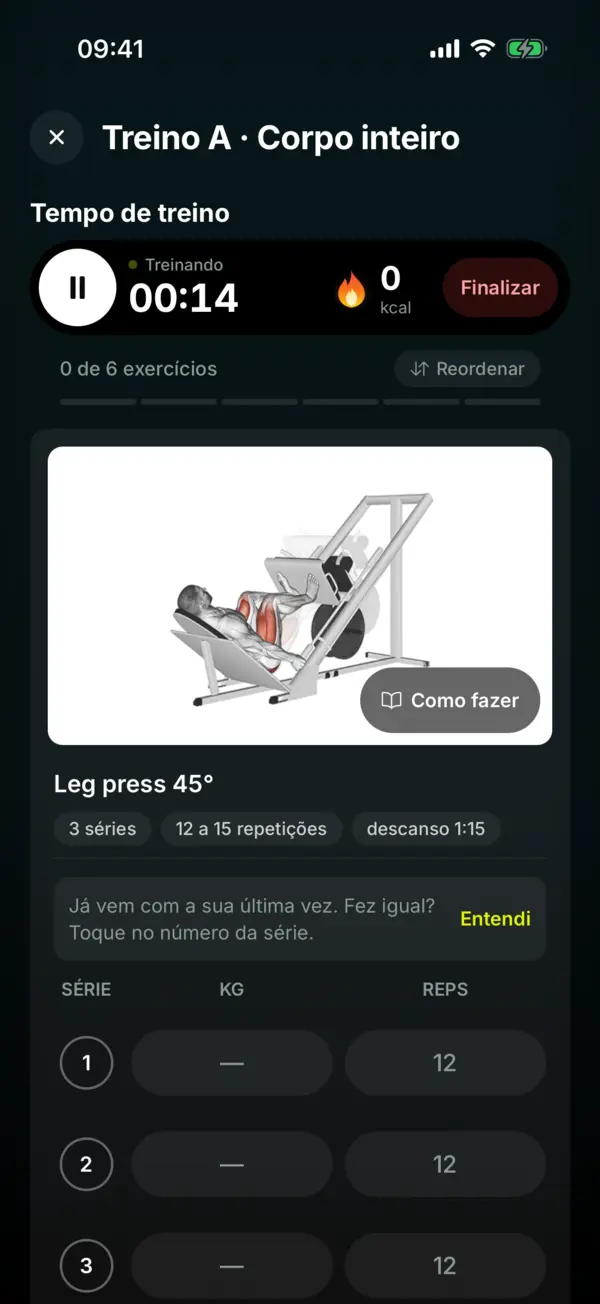 09:41
Treino A · Corpo inteiro
Tempo de treino
Treinando
00:14
0
kcal
Finalizar
0 de 6 exercícios
Reordenar
Como fazer
Leg press 45°
3 séries
12 a 15 repetições
descanso 1:15
Já vem com a sua última vez. Fez igual?
Toque no número da série.
Entendi
SÉRIE KG REPS
1 — 12
2 — 12
3 — 12